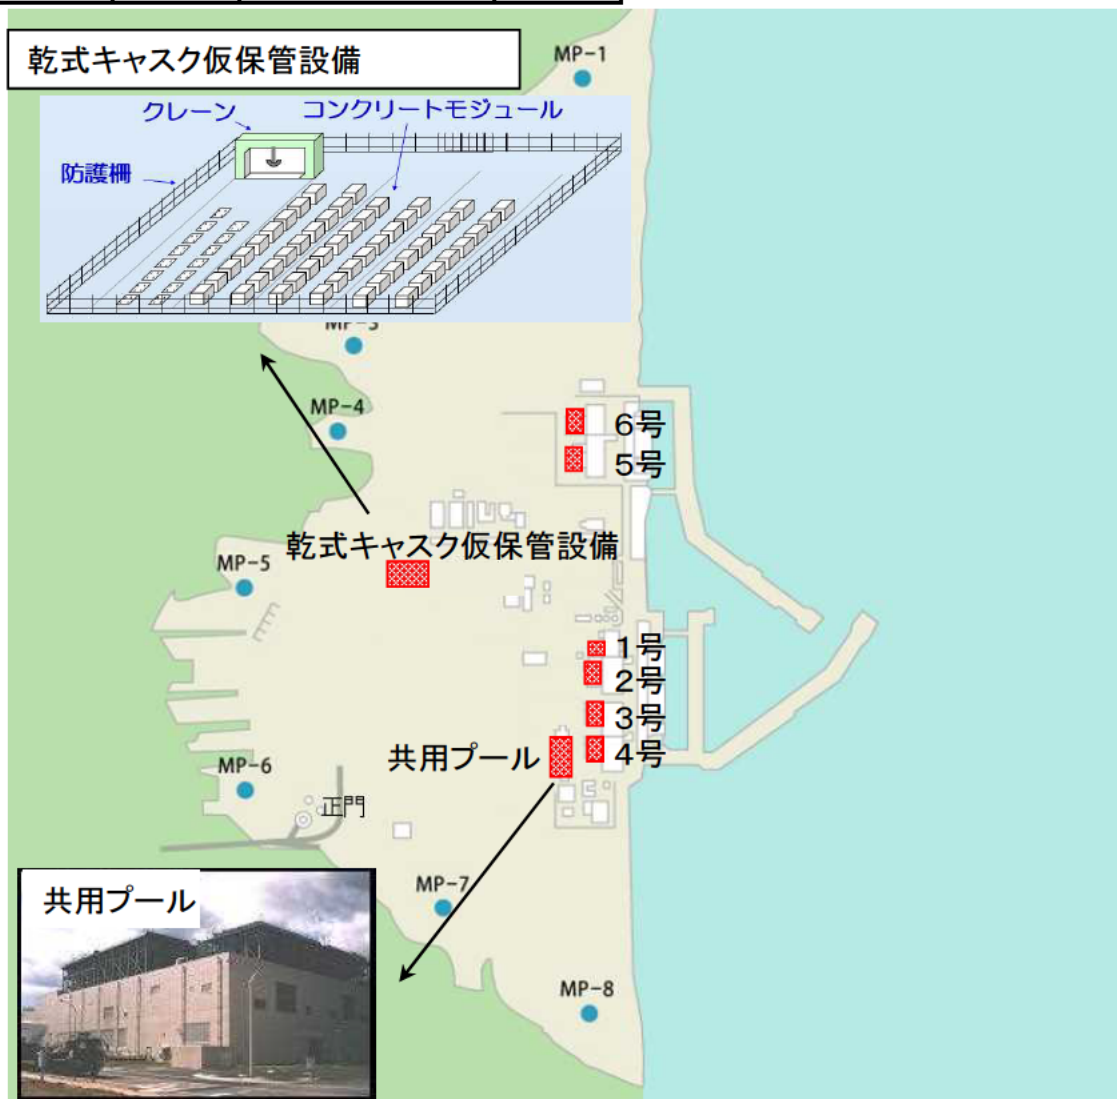 乾式キャスク仮保管設備
MP-1
クレーン
コンクリートモジュール
防護柵
MP-3
MP-4
6号
5号
乾式キャスク仮保管設備
MP-5
1号
2号
3号
共用プール
4号
MP-6
正門
MP-7
共用プール
MP-8